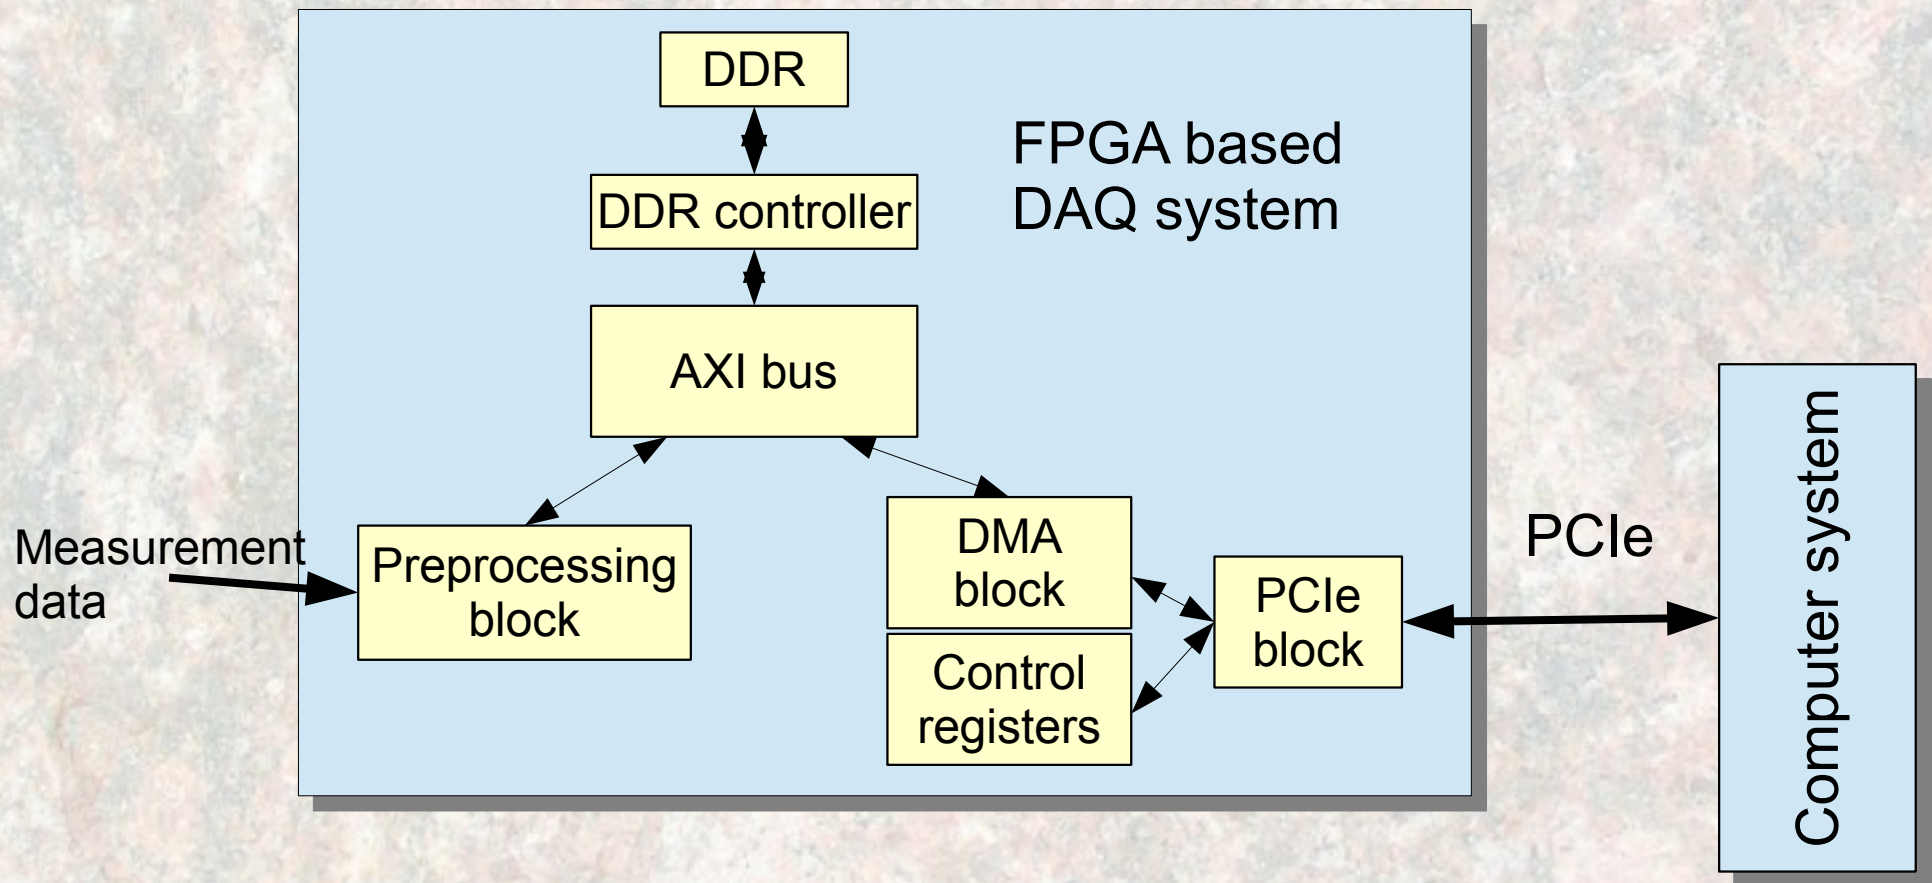 DDR
FPGA based
DAQ system
DDR controller
AXI bus
Measurement
data
Preprocessing
block
DMA
block
Control
registers
PCIe
block
PCIe
Computer system